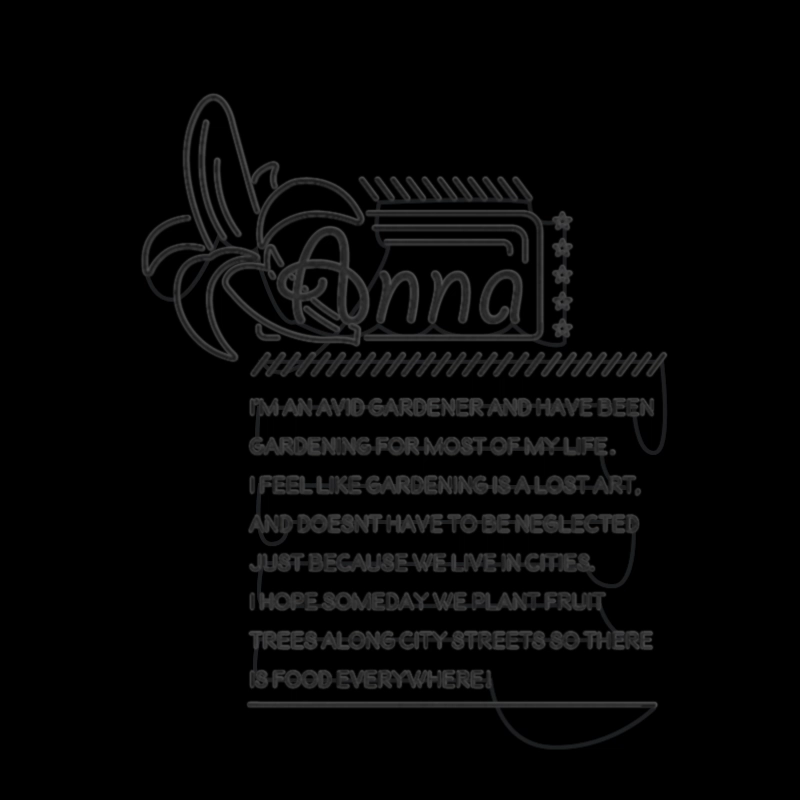 Anna
I'M AN AVID GARDENER AND HAVE BEEN
GARDENING FOR MOST OF MY LIFE.
I FEEL LIKE GARDENING IS A LOST ART,
AND DOESNT HAVE TO BE NEGLECTED
JUST BECAUSE WE LIVE IN CITIES.
I HOPE SOMEDAY WE PLANT FRUIT
TREES ALONG CITY STREETS SO THERE
IS FOOD EVERYWHERE!